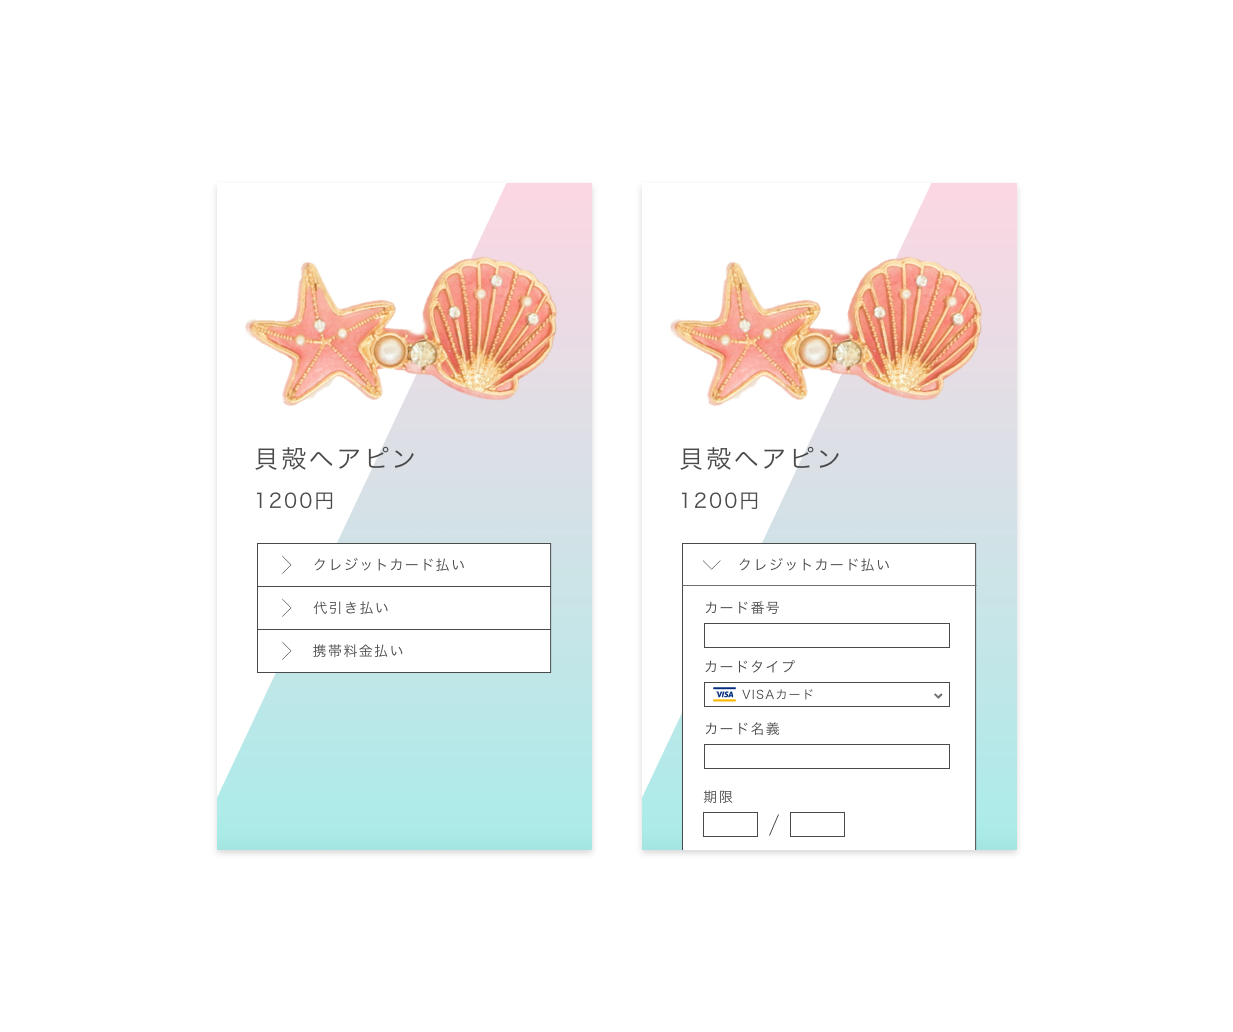 貝殻ヘアピン
1200円
クレジットカード払い
代引き払い
携帯料金払い
貝殻ヘアピン
1200円
クレジットカード払い
カード番号
カードタイプ
VISA VISAカード
カード名義
期限
/